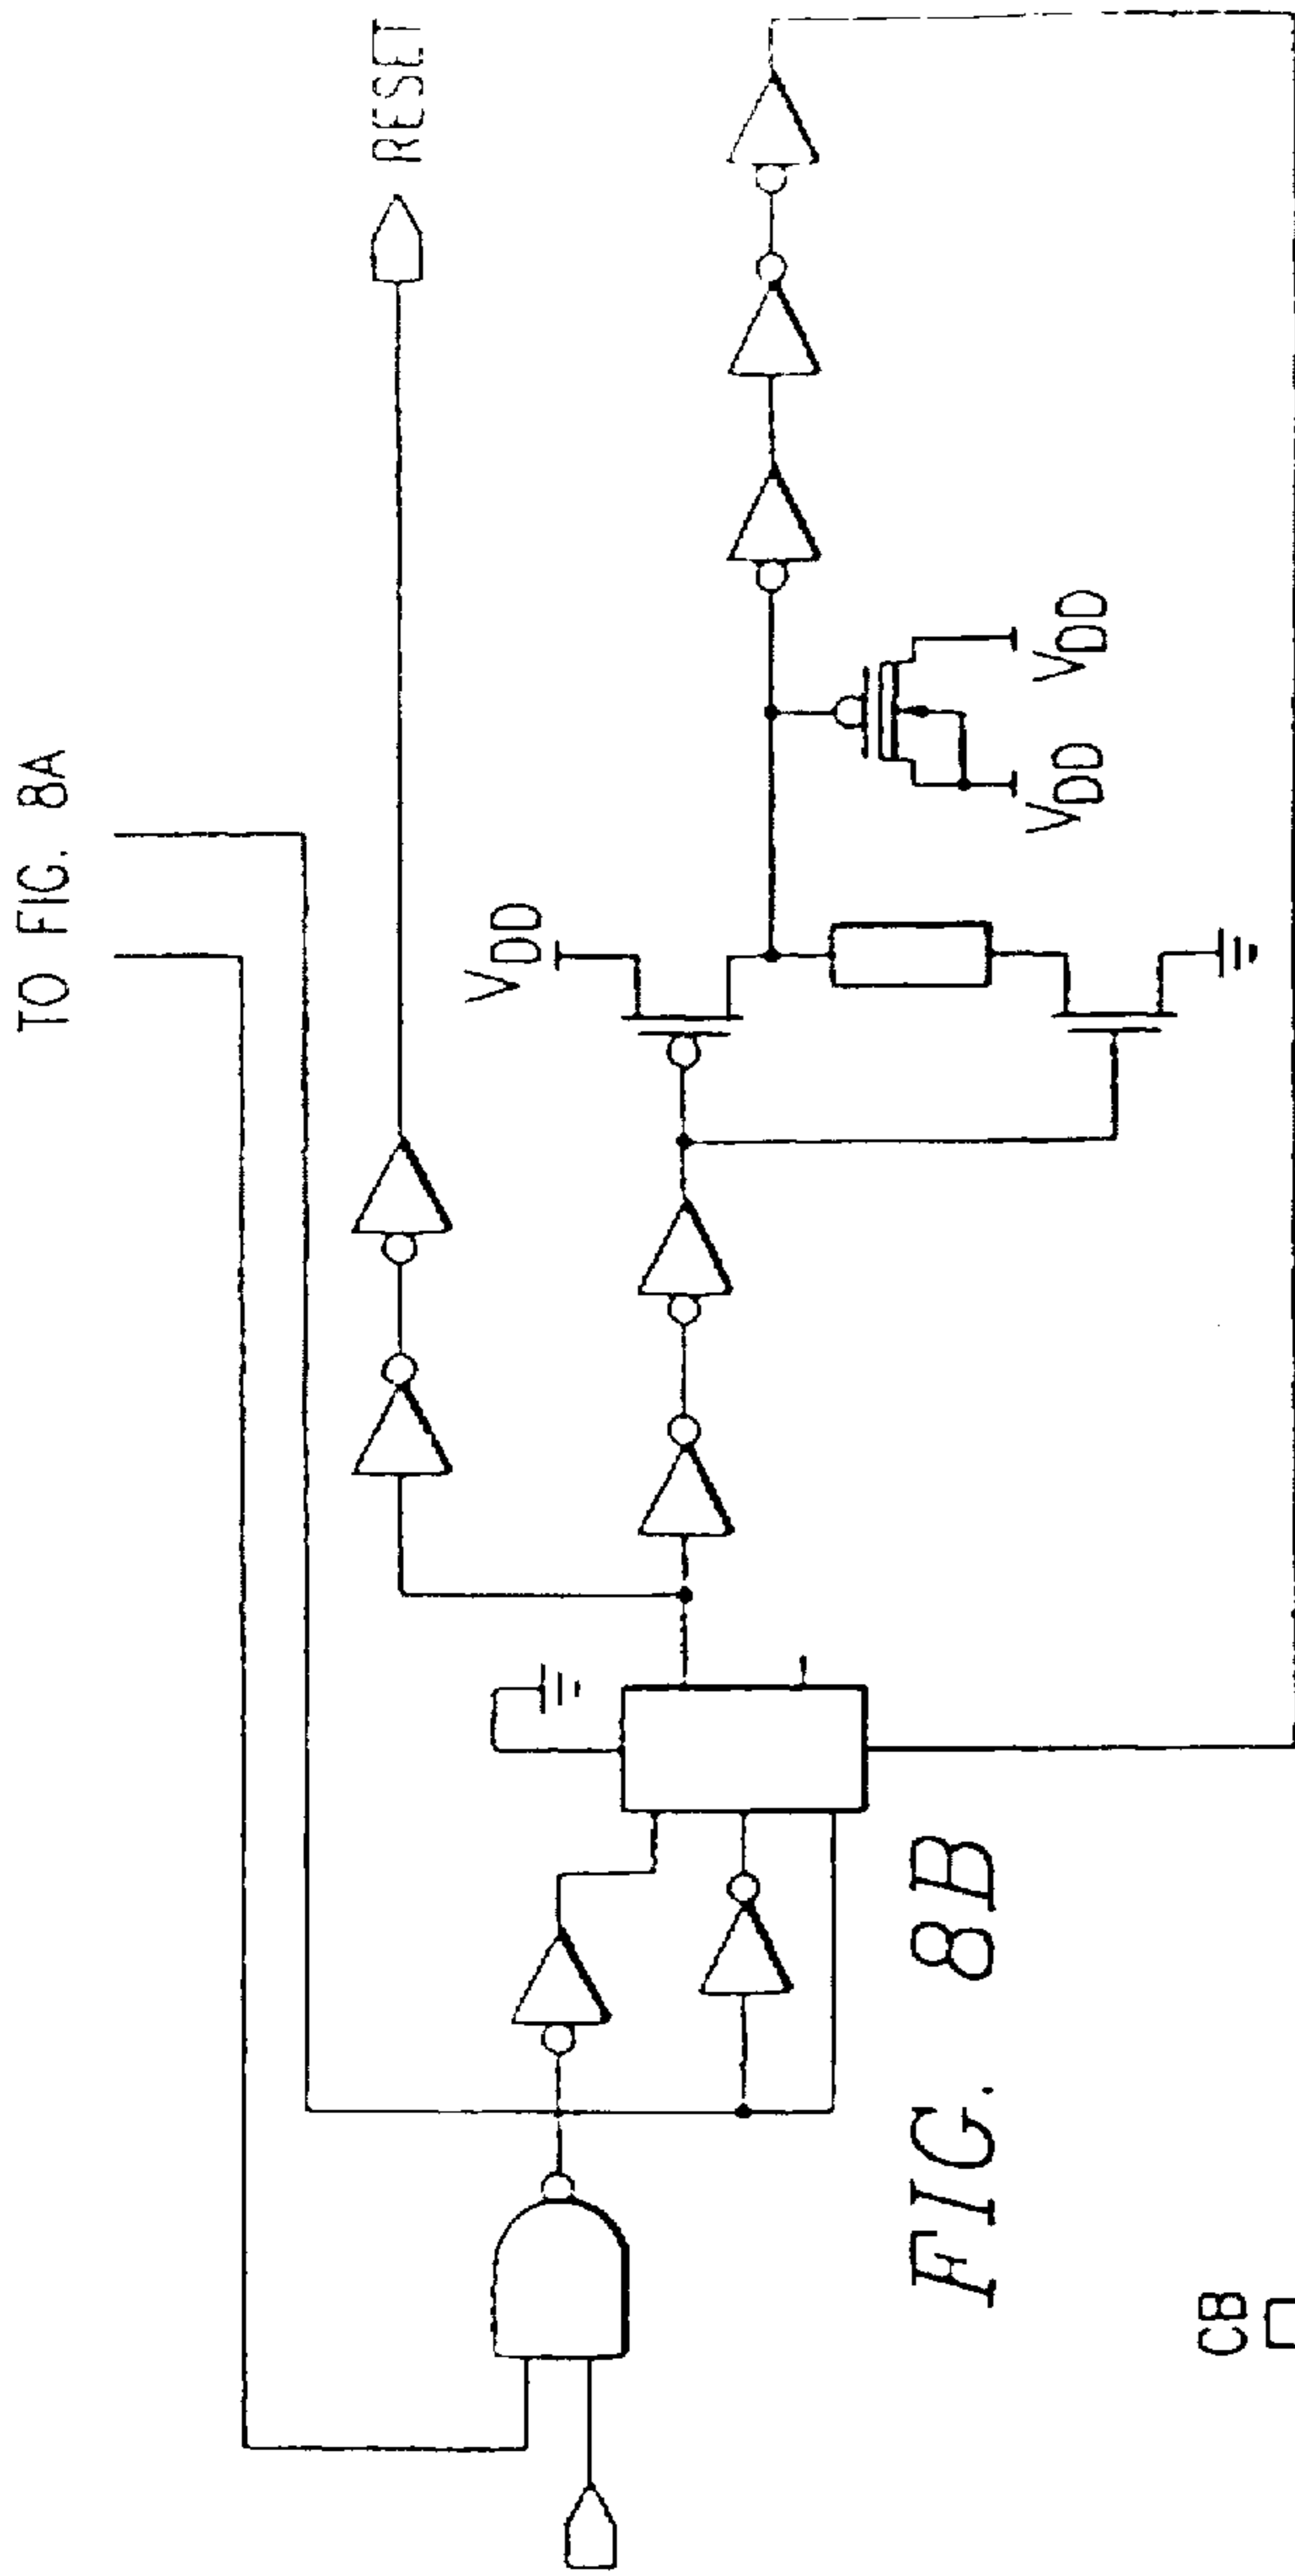 TO FIG. 8A
RESET
VDD
VDD
VDD
FIG. 8B
CB